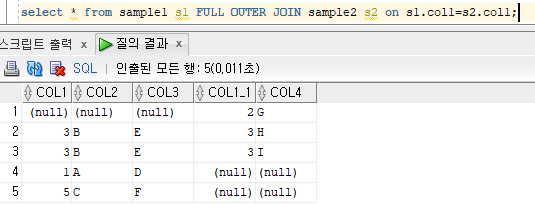 select * from sample1 s1 FULL OUTER JOIN sample2 s2 on s1.col1=s2.col1;
스크립트 출력 x 질의 결과 x
SQL | 인출된 모든 행: 5(0,011초)
COL1 COL2 COL3 COL1_1 COL4
1 (null) (null) (null) 2 G
2 3 B E 3 H
3 3 B E 3 I
4 1 A D (null) (null)
5 5 C F (null) (null)